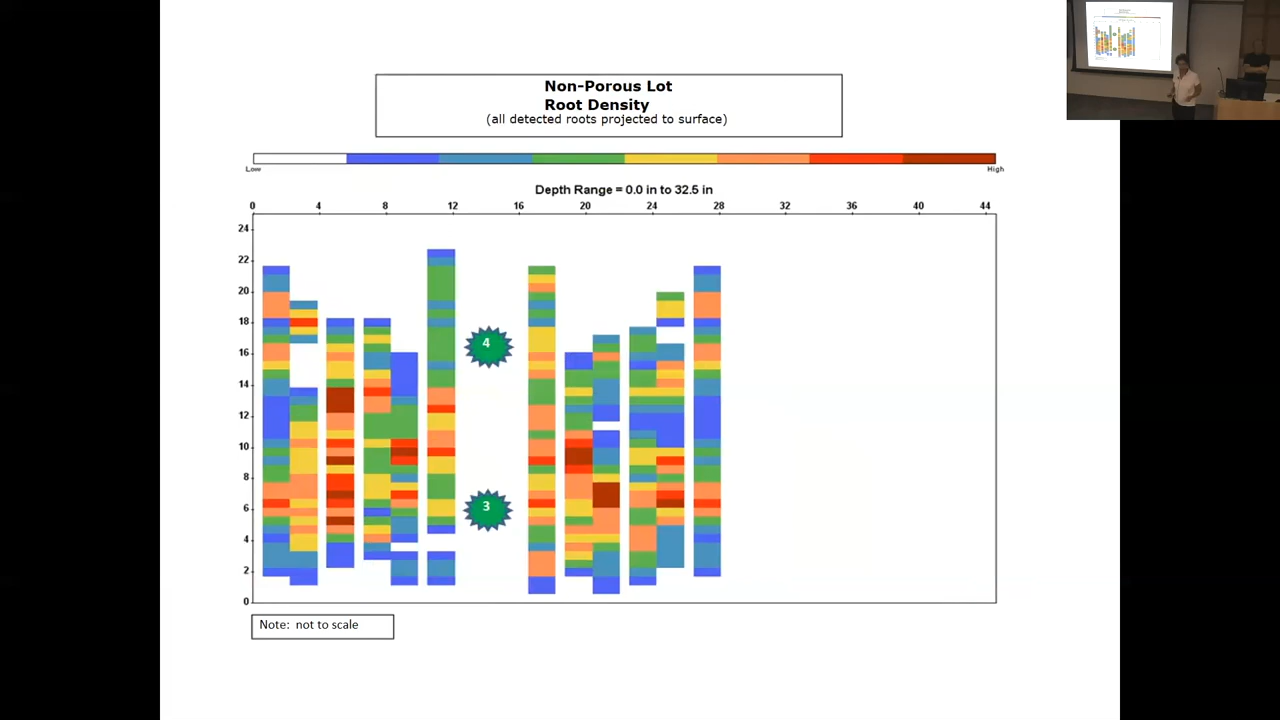 Non-Porous Lot
Root Density
(all detected roots projected to surface)
Low High
Depth Range = 0.0 in to 32.5 in
0 4 8 12 16 20 24 28 32 36 40 44
24
22
20
18
16
14
12
10
8
6
4
2
0
4
3
Note: not to scale